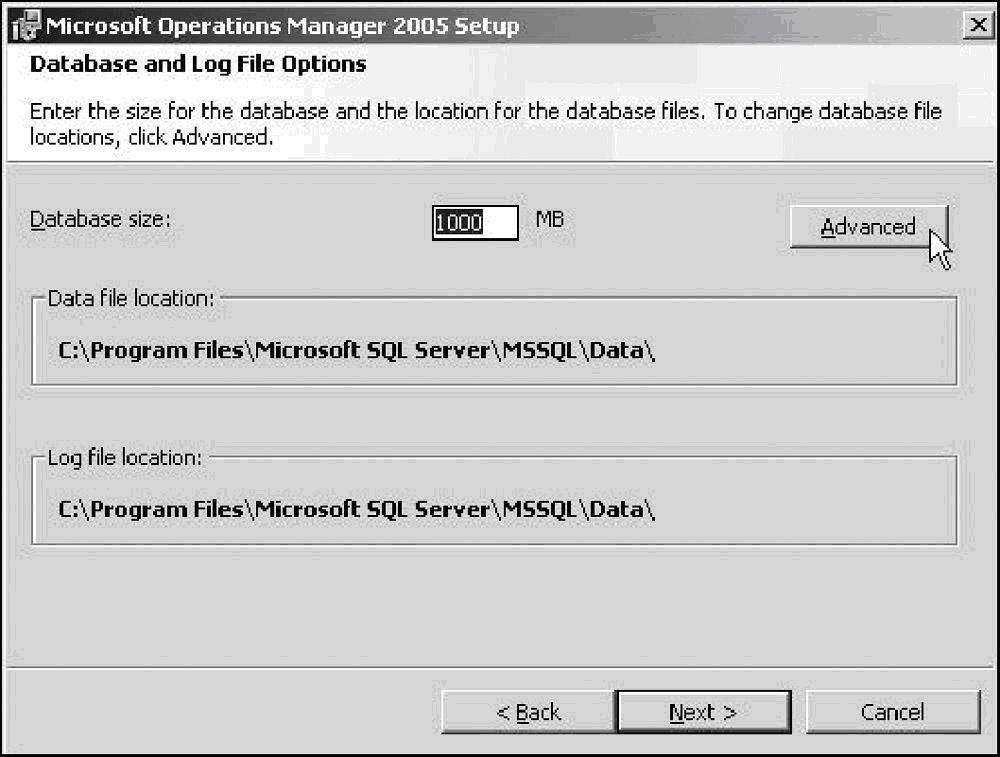 Microsoft Operations Manager 2005 Setup
Database and Log File Options
Enter the size for the database and the location for the database files. To change database file
locations, click Advanced.
Database size: 1000 MB Advanced
Data file location:
C:\Program Files\Microsoft SQL Server\MSSQL\Data\
Log file location:
C:\Program Files\Microsoft SQL Server\MSSQL\Data\
< Back Next > Cancel